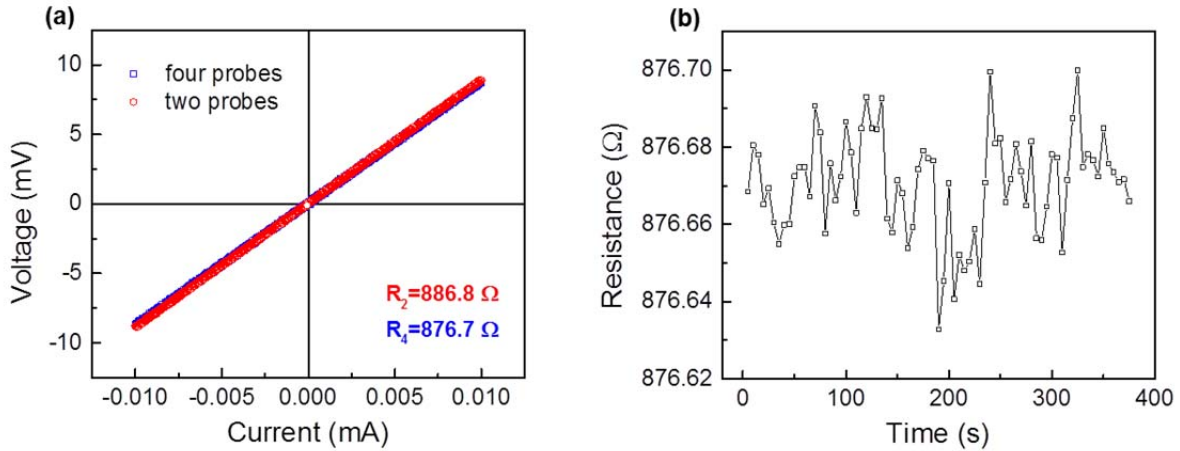 (a)
four probes
two probes
10
5
0
-5
-10
Voltage (mV)
R₂=886.8 Ω
R₄=876.7 Ω
-0.010 -0.005 0.000 0.005 0.010
Current (mA)
(b)
876.70
876.68
876.66
876.64
876.62
Resistance (Ω)
0 100 200 300 400
Time (s)